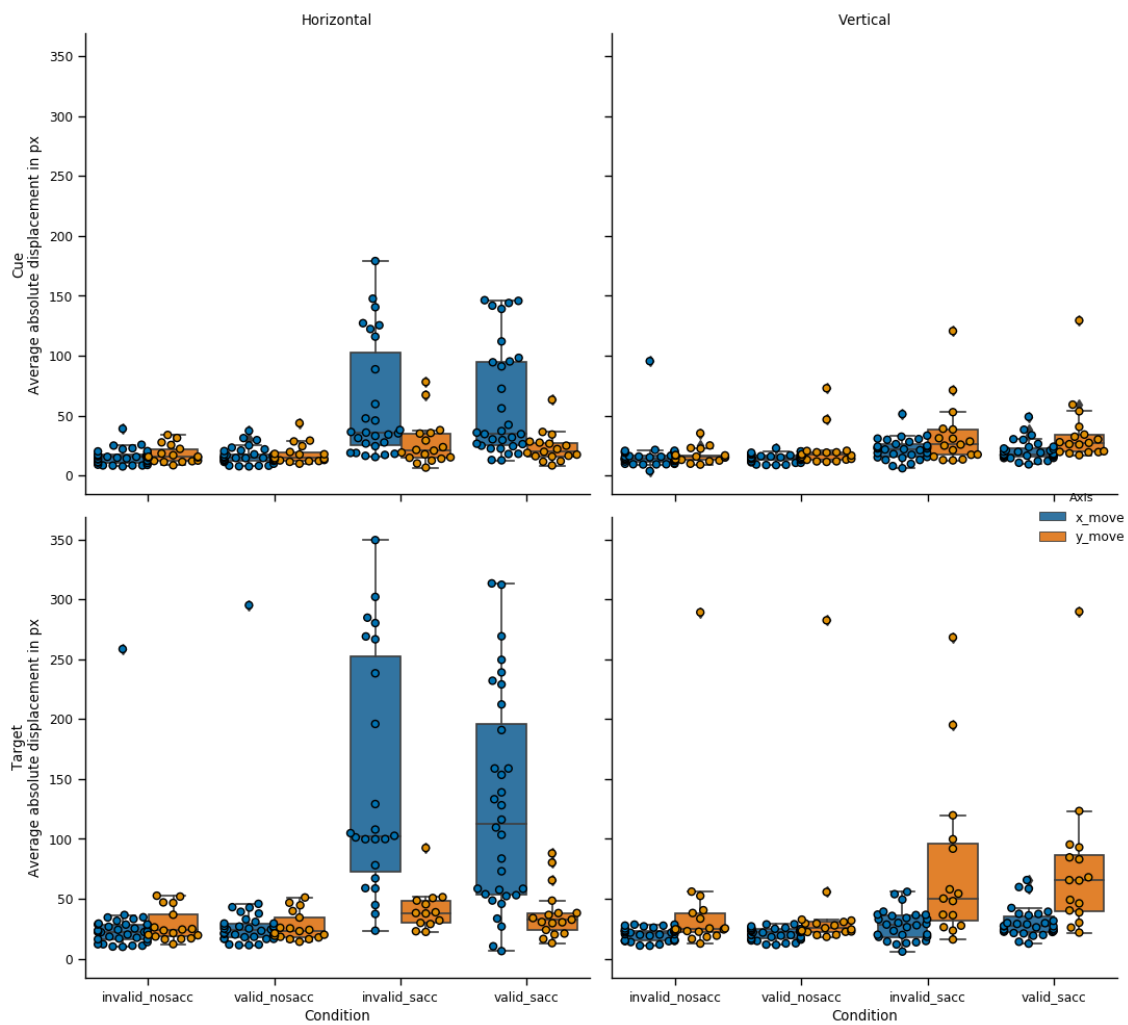 Horizontal
Vertical
Cue
Average absolute displacement in px
350
300
250
200
150
100
50
0
Target
Average absolute displacement in px
350
300
250
200
150
100
50
0
Axis
x_move
y_move
invalid_nosacc
valid_nosacc
invalid_sacc
valid_sacc
Condition
invalid_nosacc
valid_nosacc
invalid_sacc
valid_sacc
Condition